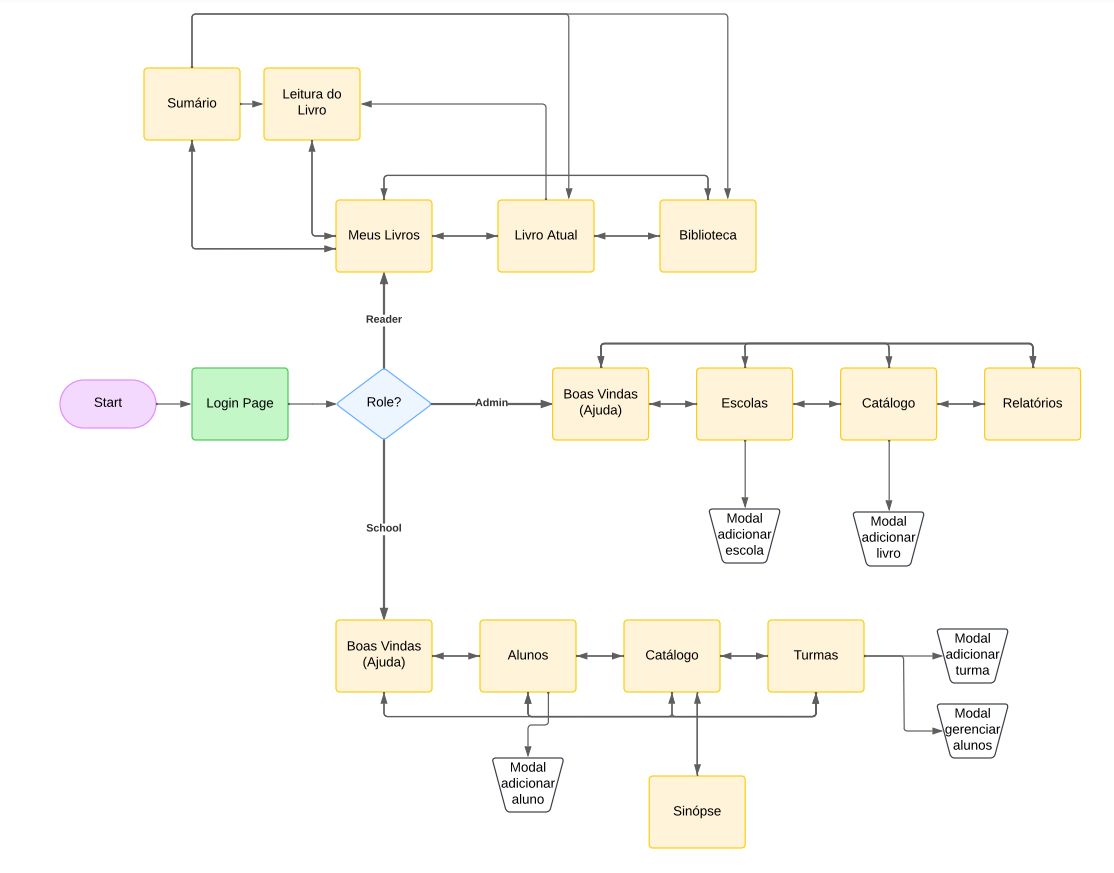 Sumário
Leitura do
Livro
Meus Livros
Livro Atual
Biblioteca
Reader
Start
Login Page
Role?
Admin
Boas Vindas
(Ajuda)
Escolas
Catálogo
Relatórios
Modal
adicionar
escola
Modal
adicionar
livro
School
Boas Vindas
(Ajuda)
Alunos
Catálogo
Turmas
Modal
adicionar
turma
Modal
gerenciar
alunos
Modal
adicionar
aluno
Sinópse